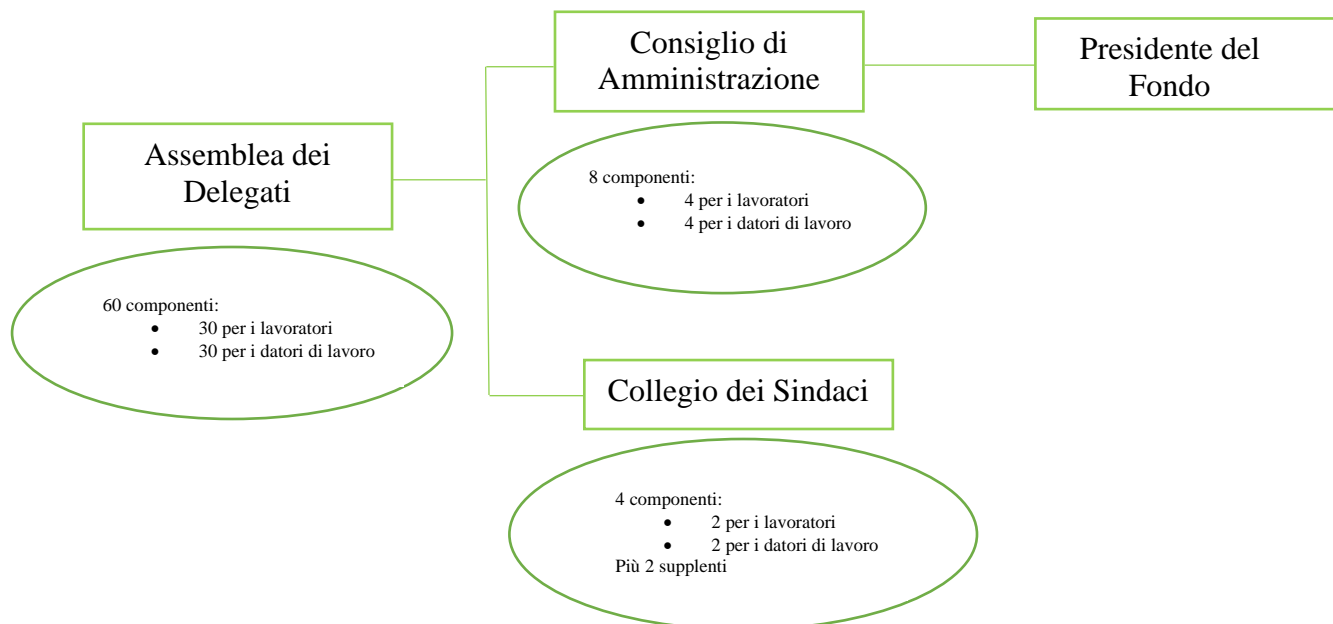 Consiglio di
Amministrazione
Presidente del
Fondo
Assemblea dei
Delegati
8 componenti:
• 4 per i lavoratori
• 4 per i datori di lavoro
60 componenti:
• 30 per i lavoratori
• 30 per i datori di lavoro
Collegio dei Sindaci
4 componenti:
• 2 per i lavoratori
• 2 per i datori di lavoro
Più 2 supplenti